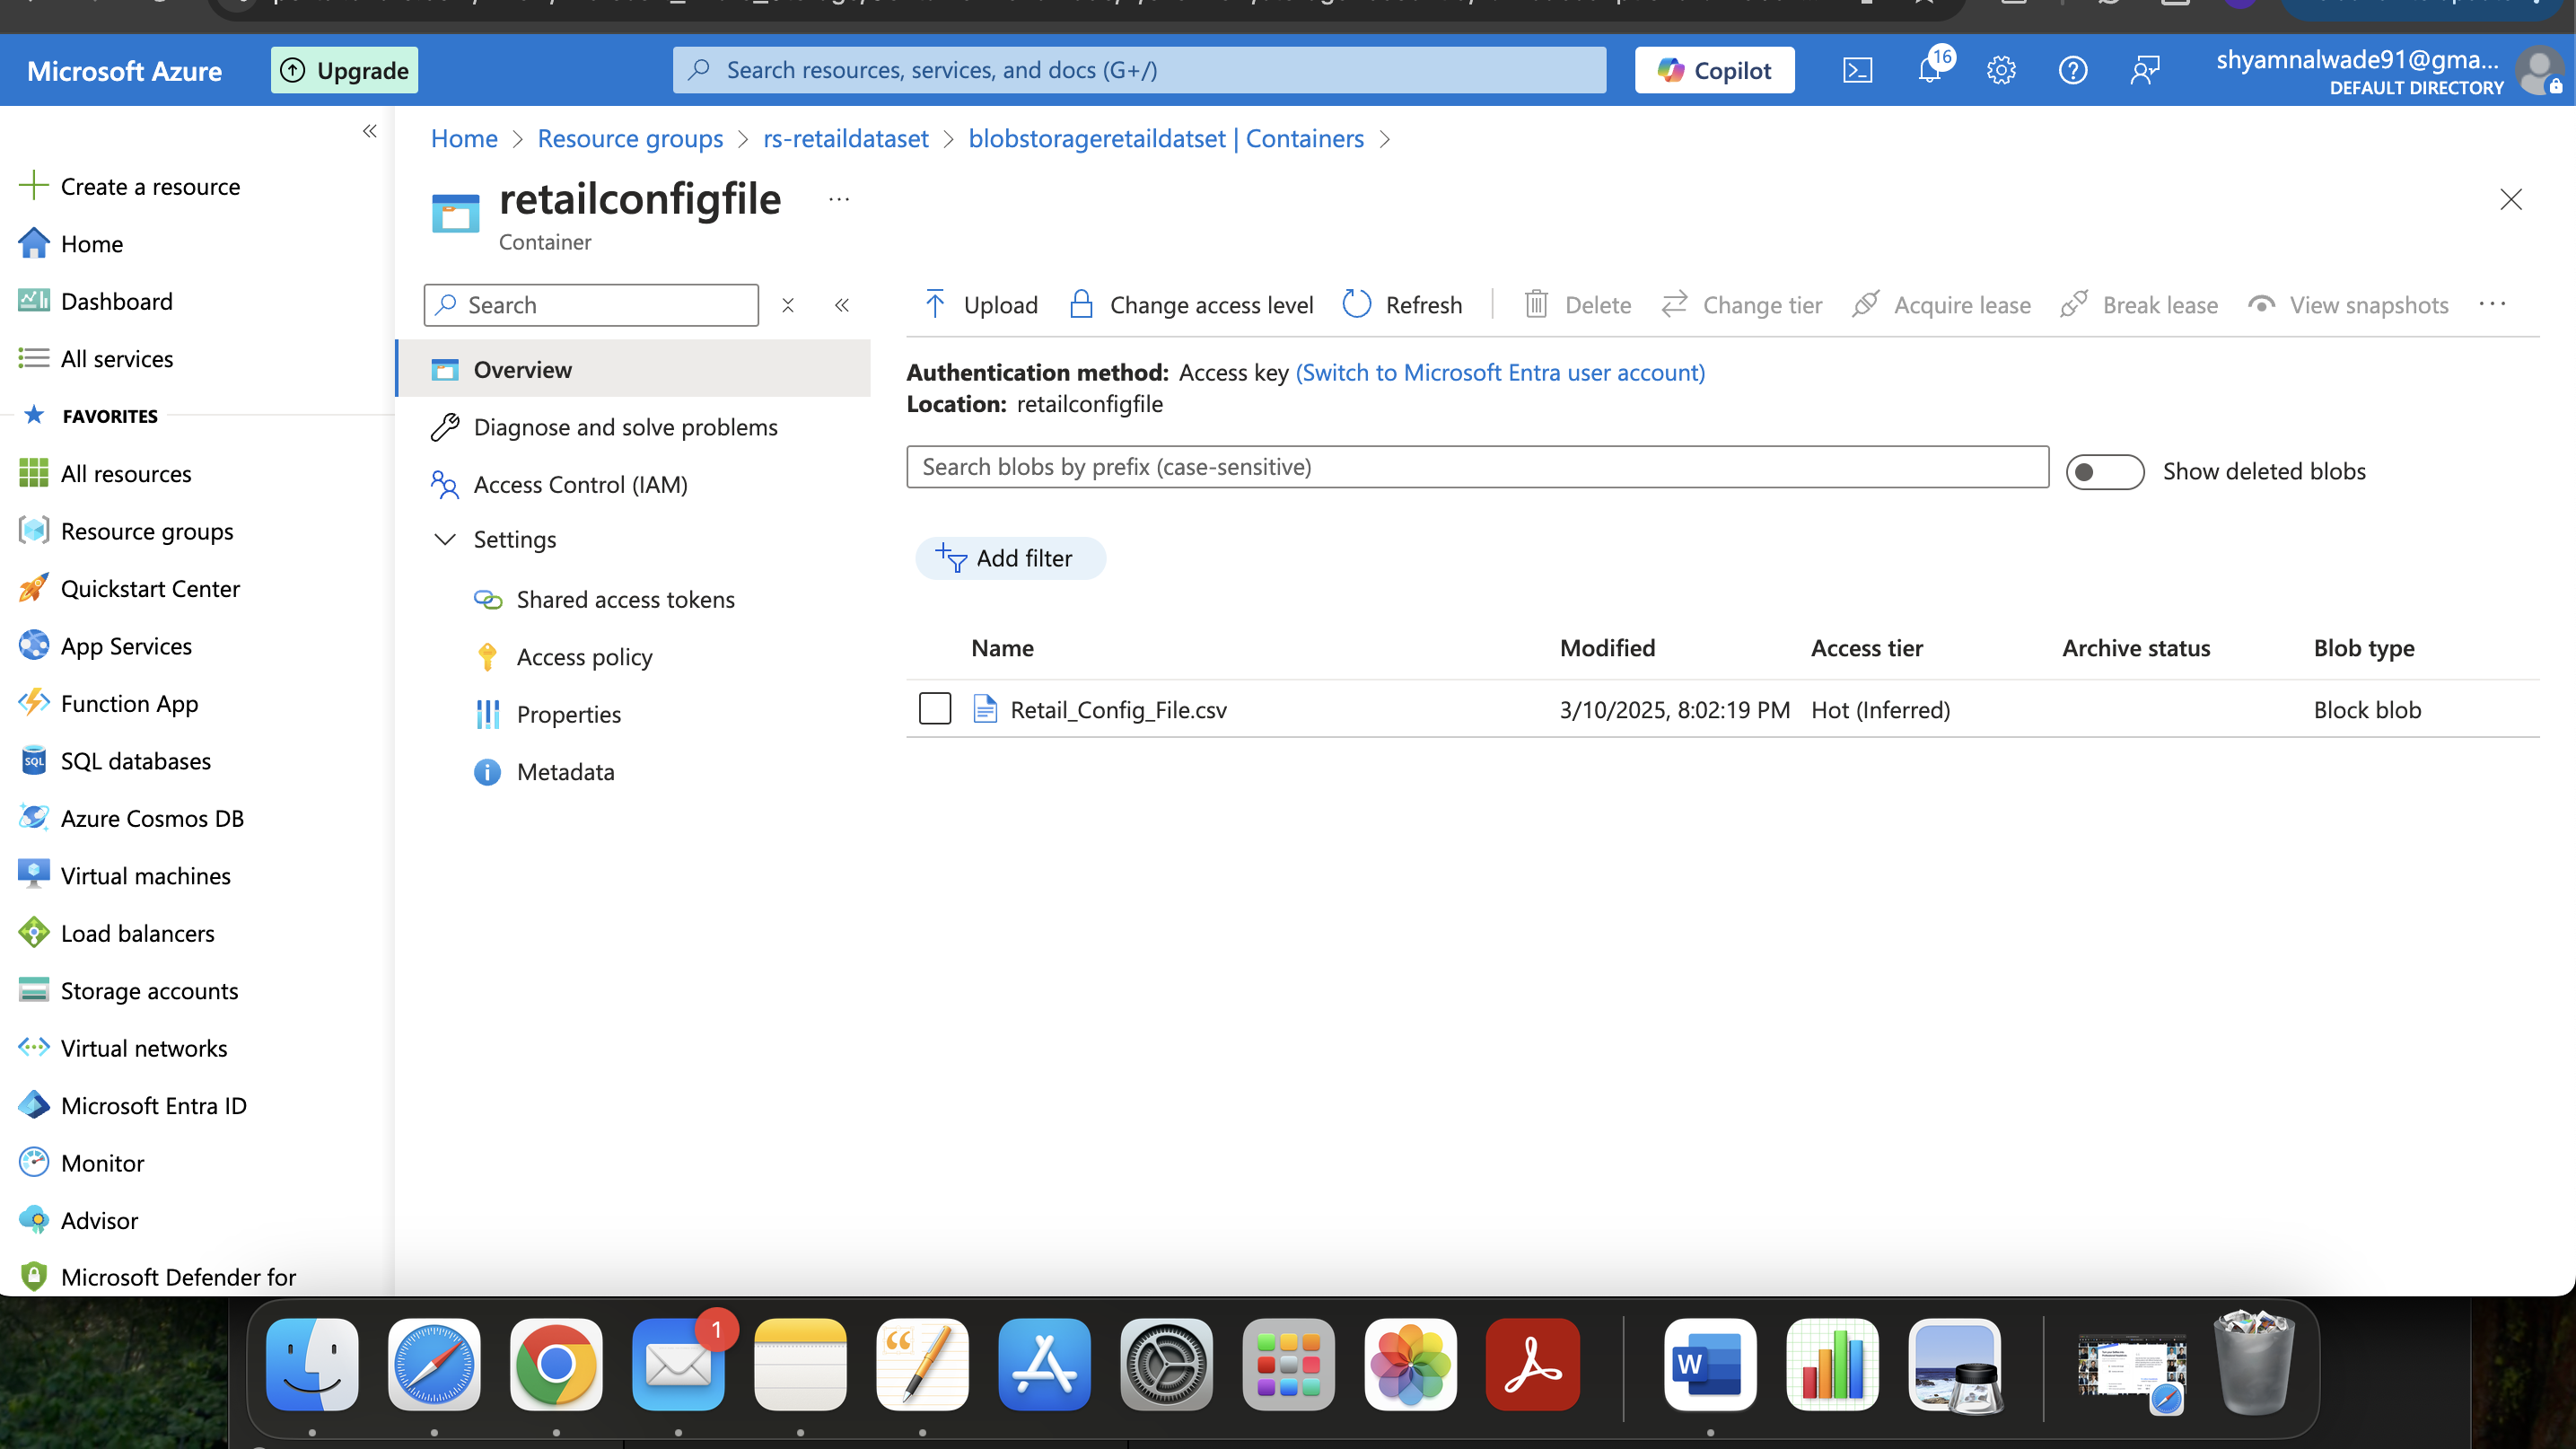 Microsoft Azure
Upgrade
Search resources, services, and docs (G+/)
Copilot
16
shyamnalwade91@gma...
DEFAULT DIRECTORY
Home > Resource groups > rs-retaildataset > blobstorageretaildatset | Containers >
Create a resource
Home
Dashboard
All services
FAVORITES
All resources
Resource groups
Quickstart Center
App Services
Function App
SQL databases
Azure Cosmos DB
Virtual machines
Load balancers
Storage accounts
Virtual networks
Microsoft Entra ID
Monitor
Advisor
Microsoft Defender for
retailconfigfile ...
Container
Search
Overview
Diagnose and solve problems
Access Control (IAM)
Settings
Shared access tokens
Access policy
Properties
Metadata
Upload
Change access level
Refresh
Delete
Change tier
Acquire lease
Break lease
View snapshots
...
Authentication method: Access key (Switch to Microsoft Entra user account)
Location: retailconfigfile
Search blobs by prefix (case-sensitive)
Show deleted blobs
Add filter
Name Modified Access tier Archive status Blob type
Retail_Config_File.csv 3/10/2025, 8:02:19 PM Hot (Inferred) Block blob
1
W